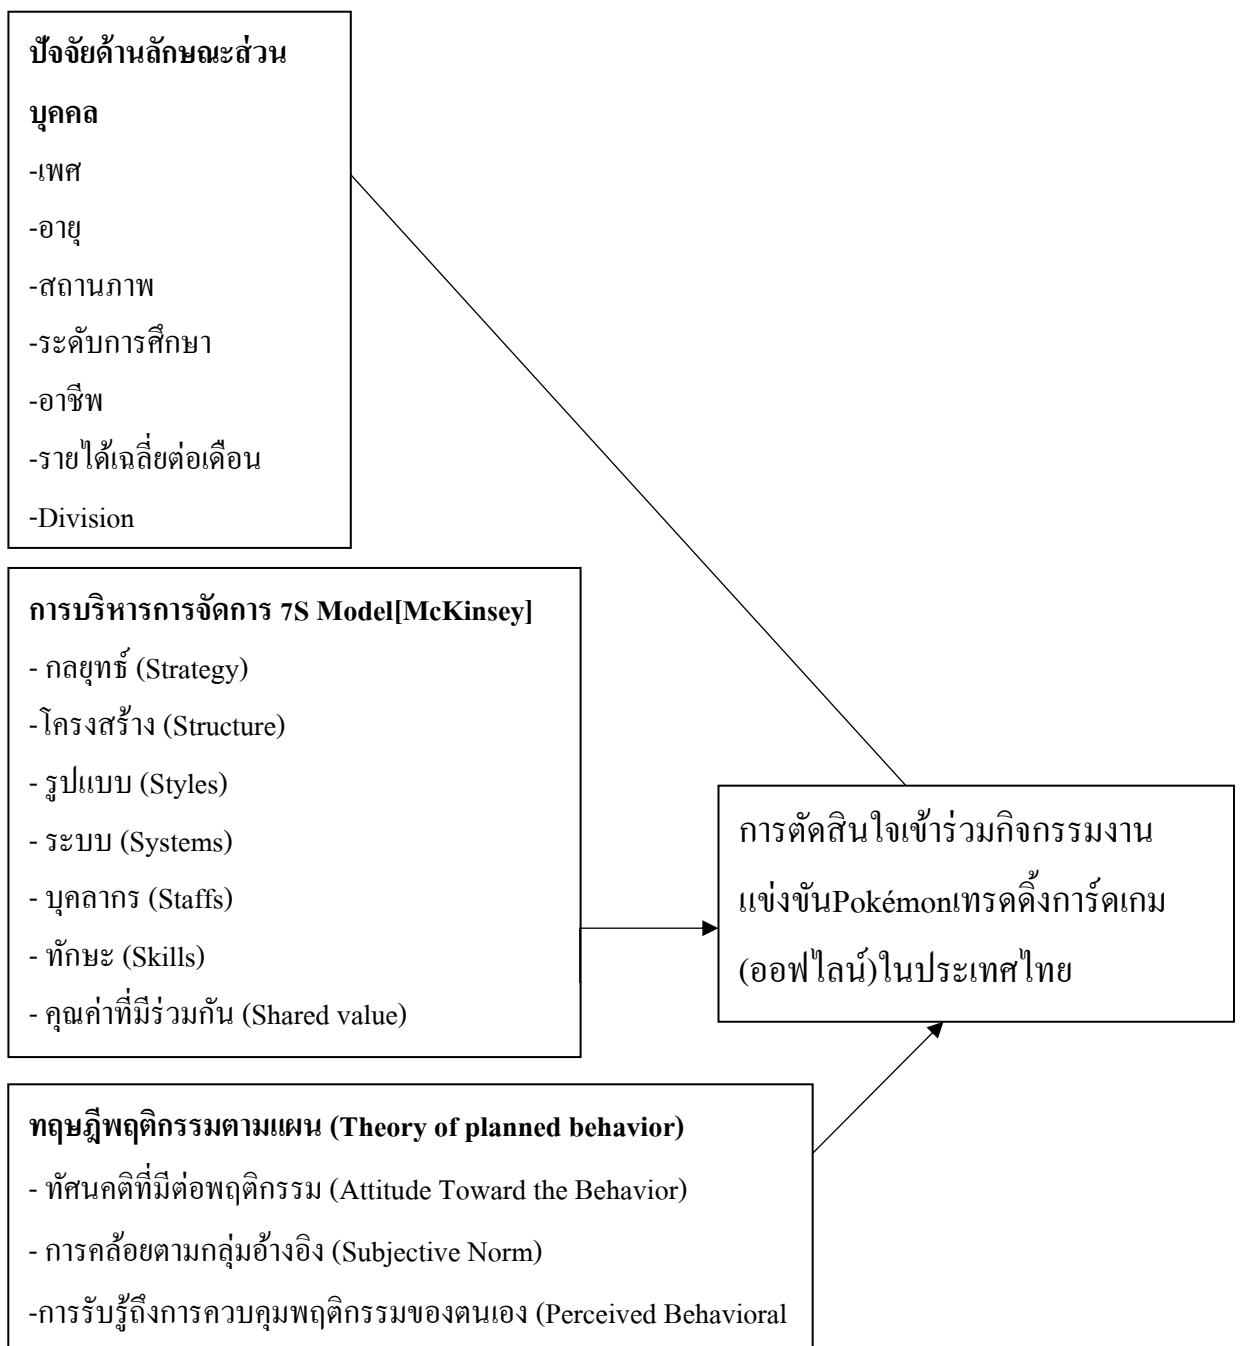 ปัจจัยด้านลักษณะส่วน
บุคคล
-เพศ
-อายุ
-สถานภาพ
-ระดับการศึกษา
-อาชีพ
-รายได้เฉลี่ยต่อเดือน
-Division
การบริหารการจัดการ 7S Model[McKinsey]
- กลยุทธ์ (Strategy)
-โครงสร้าง (Structure)
- รูปแบบ (Styles)
- ระบบ (Systems)
- บุคลากร (Staffs)
- ทักษะ (Skills)
- คุณค่าที่มีร่วมกัน (Shared value)
การตัดสินใจเข้าร่วมกิจกรรมงาน
แข่งขันPokémonเทรดดิ้งการ์ดเกม
(ออฟไลน์)ในประเทศไทย
ทฤษฎีพฤติกรรมตามแผน (Theory of planned behavior)
- ทัศนคติที่มีต่อพฤติกรรม (Attitude Toward the Behavior)
- การคล้อยตามกลุ่มอ้างอิง (Subjective Norm)
-การรับรู้ถึงการควบคุมพฤติกรรมของตนเอง (Perceived Behavioral